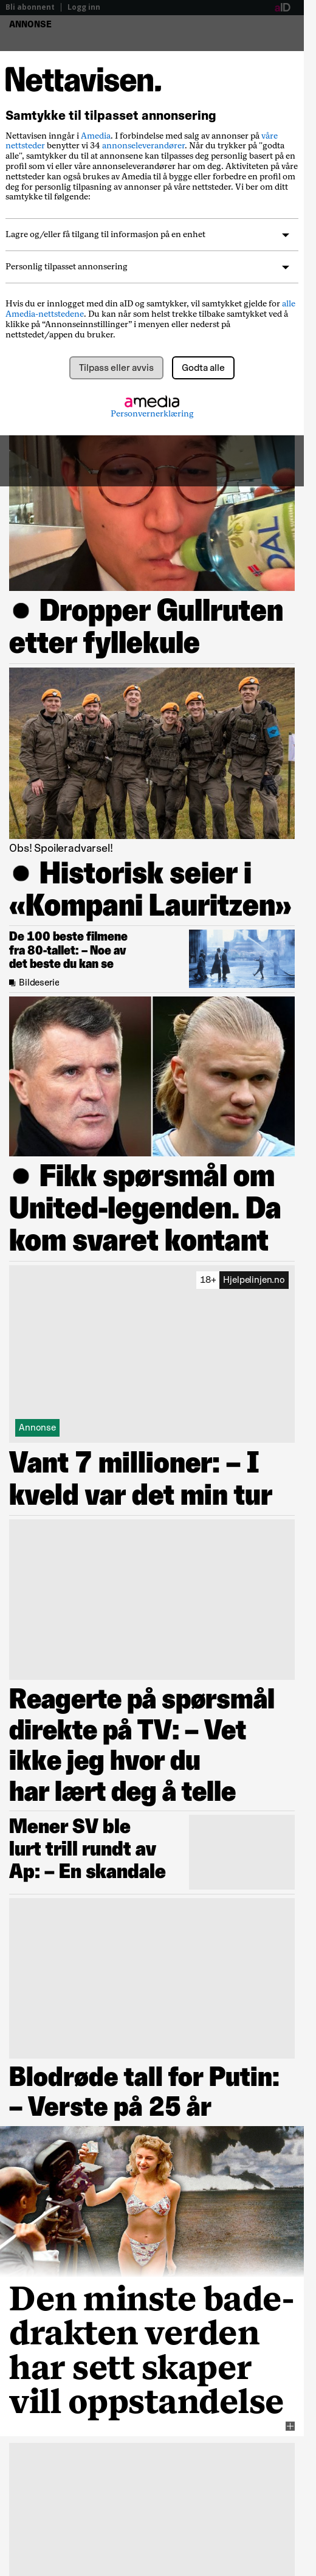 Bli abonnent | Logg inn
aID
ANNONSE
Nettavisen.
Samtykke til tilpasset annonsering
Nettavisen inngår i Amedia. I forbindelse med salg av annonser på våre
nettsteder benytter vi 34 annonseleverandører. Når du trykker på "godta
alle", samtykker du til at annonsene kan tilpasses deg personlig basert på en
profil som vi eller våre annonseleverandører har om deg. Aktiviteten på våre
nettsteder kan også brukes av Amedia til å bygge eller forbedre en profil om
deg for personlig tilpasning av annonser på våre nettsteder. Vi ber om ditt
samtykke til følgende:
Lagre og/eller få tilgang til informasjon på en enhet
Personlig tilpasset annonsering
Hvis du er innlogget med din aID og samtykker, vil samtykket gjelde for alle
Amedia-nettstedene. Du kan når som helst trekke tilbake samtykket ved å
klikke på “Annonseinnstillinger” i menyen eller nederst på
nettstedet/appen du bruker.
Tilpass eller avvis
Godta alle
amedia
Personvernerklæring
● Dropper Gullruten
etter fyllekule
Obs! Spoileradvarsel!
● Historisk seier i
«Kompani Lauritzen»
De 100 beste filmene
fra 80-tallet: – Noe av
det beste du kan se
Bildeserie
● Fikk spørsmål om
United-legenden. Da
kom svaret kontant
18+ Hjelpelinjen.no
Annonse
Vant 7 millioner: – I
kveld var det min tur
Reagerte på spørsmål
direkte på TV: – Vet
ikke jeg hvor du
har lært deg å telle
Mener SV ble
lurt trill rundt av
Ap: – En skandale
Blodrøde tall for Putin:
– Verste på 25 år
Den minste bade-
drakten verden
har sett skaper
vill oppstandelse